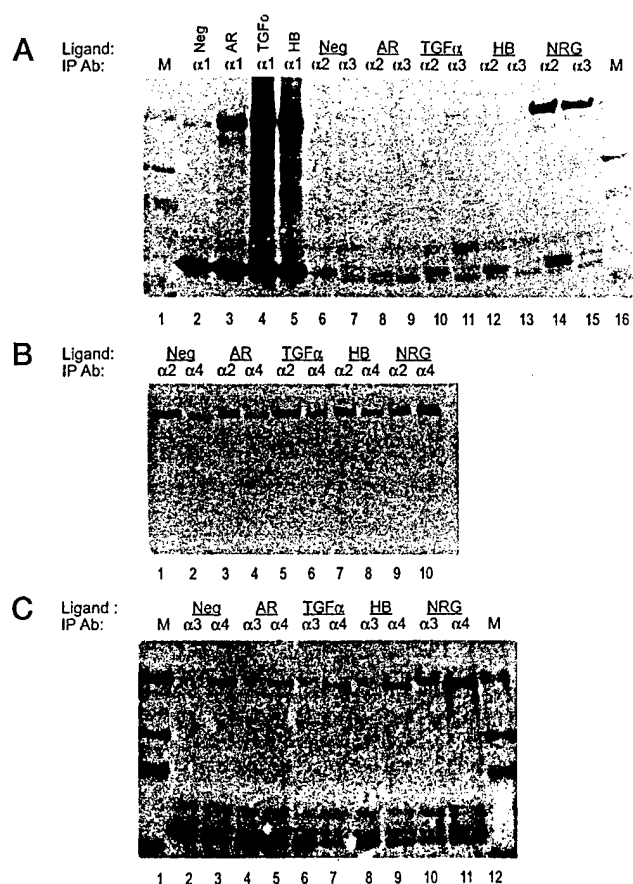 A
Ligand: Neg AR TGFα HB Neg AR TGFα HB NRG
IP Ab: M α1 α1 α1 α1 α2 α3 α2 α3 α2 α3 α2 α3 α2 α3 M
1 2 3 4 5 6 7 8 9 10 11 12 13 14 15 16
B
Ligand: Neg AR TGFα HB NRG
IP Ab: α2 α4 α2 α4 α2 α4 α2 α4 α2 α4
1 2 3 4 5 6 7 8 9 10
C
Ligand : Neg AR TGFα HB NRG
IP Ab: M α3 α4 α3 α4 α3 α4 α3 α4 α3 α4 M
1 2 3 4 5 6 7 8 9 10 11 12